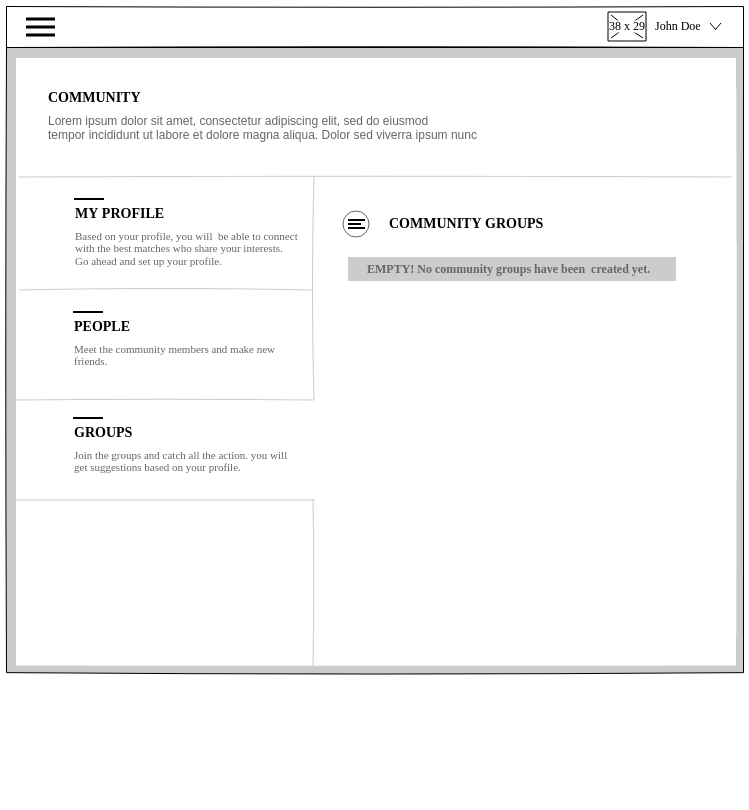 38 x 29 John Doe
COMMUNITY
Lorem ipsum dolor sit amet, consectetur adipiscing elit, sed do eiusmod
tempor incididunt ut labore et dolore magna aliqua. Dolor sed viverra ipsum nunc
MY PROFILE
Based on your profile, you will  be able to connect
with the best matches who share your interests.
Go ahead and set up your profile.
PEOPLE
Meet the community members and make new
friends.
GROUPS
Join the groups and catch all the action. you will
get suggestions based on your profile.
COMMUNITY GROUPS
EMPTY! No community groups have been  created yet.